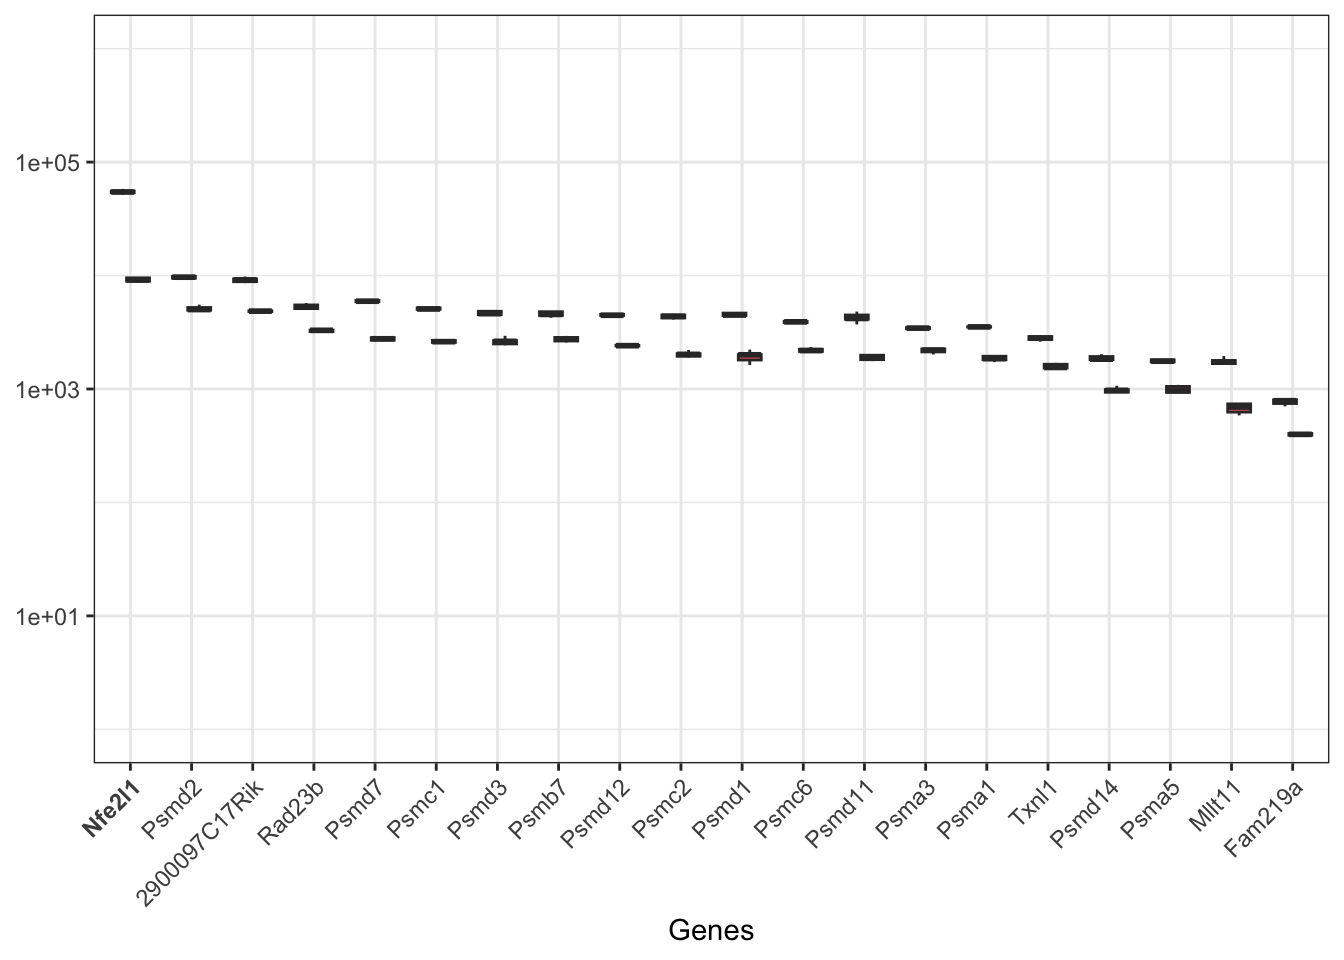 1e+05
1e+03
1e+01
Nfe2l1
Psmd2
2900097C17Rik
Rad23b
Psmd7
Psmc1
Psmd3
Psmb7
Psmd12
Psmc2
Psmd1
Psmc6
Psmd11
Psma3
Psma1
Txnl1
Psmd14
Psma5
Mllt11
Fam219a
Genes